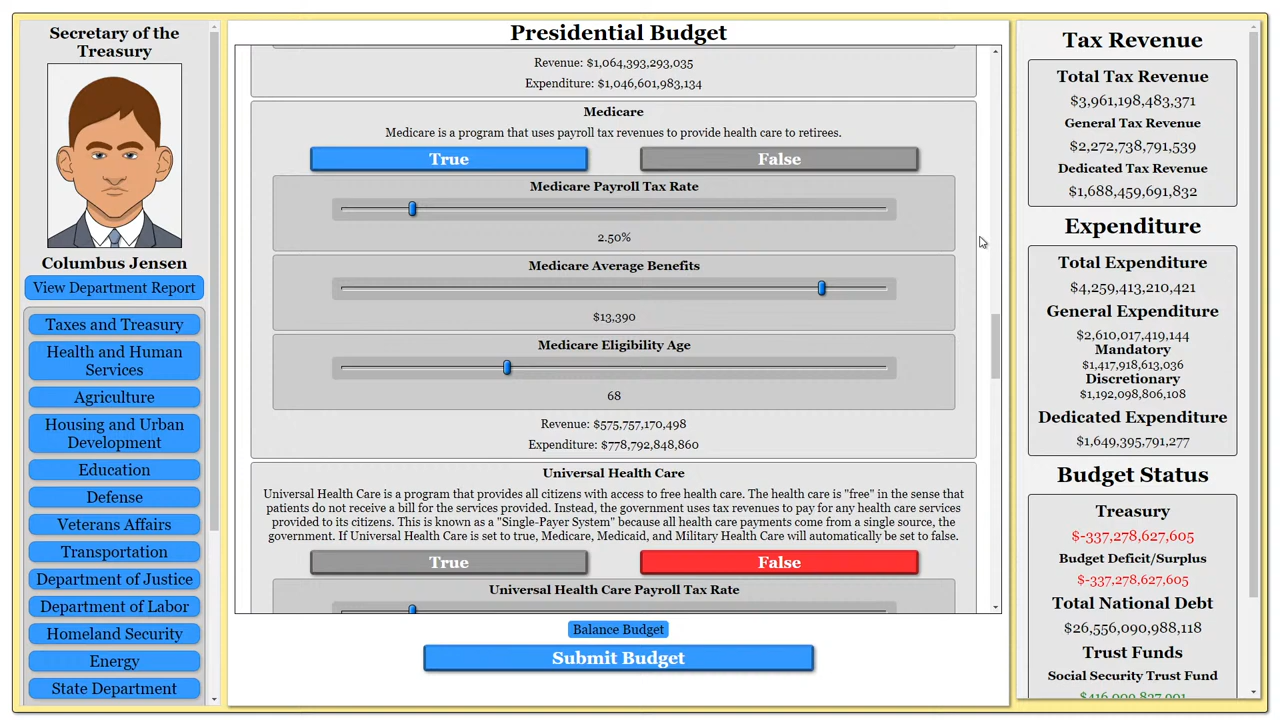 Secretary of the
Treasury
Columbus Jensen
View Department Report
Taxes and Treasury
Health and Human
Services
Agriculture
Housing and Urban
Development
Education
Defense
Veterans Affairs
Transportation
Department of Justice
Department of Labor
Homeland Security
Energy
State Department
Presidential Budget
Revenue: $1,064,393,293,035
Expenditure: $1,046,601,983,134
Medicare
Medicare is a program that uses payroll tax revenues to provide health care to retirees.
True False
Medicare Payroll Tax Rate
2.50%
Medicare Average Benefits
$13,390
Medicare Eligibility Age
68
Revenue: $575,757,170,498
Expenditure: $778,792,848,860
Universal Health Care
Universal Health Care is a program that provides all citizens with access to free health care. The health care is "free" in the sense that
patients do not receive a bill for the services provided. Instead, the government uses tax revenues to pay for any health care services
provided to its citizens. This is known as a "Single-Payer System" because all health care payments come from a single source, the
government. If Universal Health Care is set to true, Medicare, Medicaid, and Military Health Care will automatically be set to false.
True False
Universal Health Care Payroll Tax Rate
Balance Budget
Submit Budget
Tax Revenue
Total Tax Revenue
$3,961,198,483,371
General Tax Revenue
$2,272,738,791,539
Dedicated Tax Revenue
$1,688,459,691,832
Expenditure
Total Expenditure
$4,259,413,210,421
General Expenditure
$2,610,017,419,144
Mandatory
$1,417,918,613,036
Discretionary
$1,192,098,806,108
Dedicated Expenditure
$1,649,395,791,277
Budget Status
Treasury
$-337,278,627,605
Budget Deficit/Surplus
$-337,278,627,605
Total National Debt
$26,556,090,988,118
Trust Funds
Social Security Trust Fund